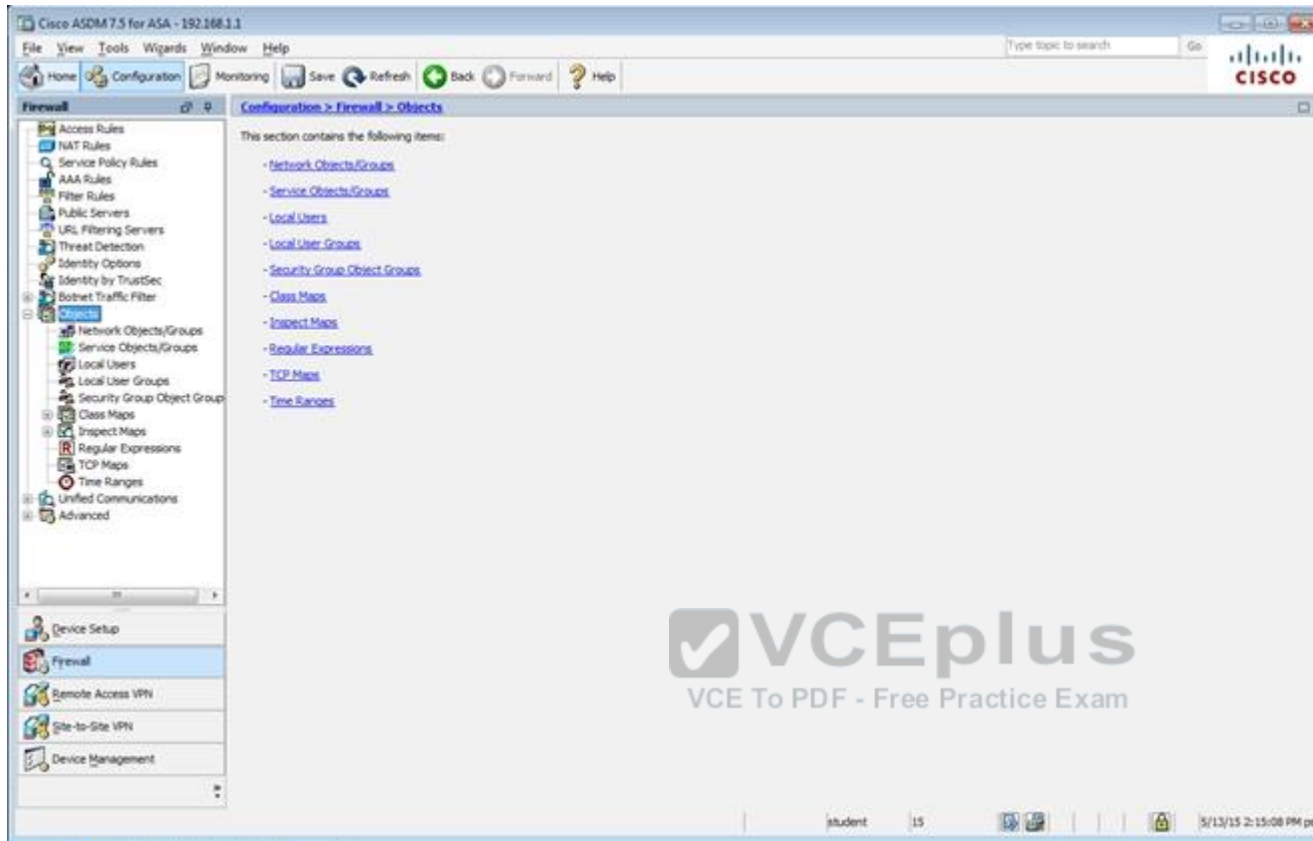 Cisco ASDM 7.5 for ASA - 192.168.1.1
File View Tools Wizards Window Help
Type topic to search Go
Home Configuration Monitoring Save Refresh Back Forward Help
CISCO
Firewall
Configuration > Firewall > Objects
Access Rules
NAT Rules
Service Policy Rules
AAA Rules
Filter Rules
Public Servers
URL Filtering Servers
Threat Detection
Identity Options
Identity by TrustSec
Botnet Traffic Filter
Objects
Network Objects/Groups
Service Objects/Groups
Local Users
Local User Groups
Security Group Object Group
Class Maps
Inspect Maps
Regular Expressions
TCP Maps
Time Ranges
Unified Communications
Advanced
Device Setup
Firewall
Remote Access VPN
Site-to-Site VPN
Device Management
This section contains the following items:
- Network Objects/Groups
- Service Objects/Groups
- Local Users
- Local User Groups
- Security Group Object Groups
- Class Maps
- Inspect Maps
- Regular Expressions
- TCP Maps
- Time Ranges
VCEplus
VCE To PDF - Free Practice Exam
student 15 5/13/15 2:15:08 PM